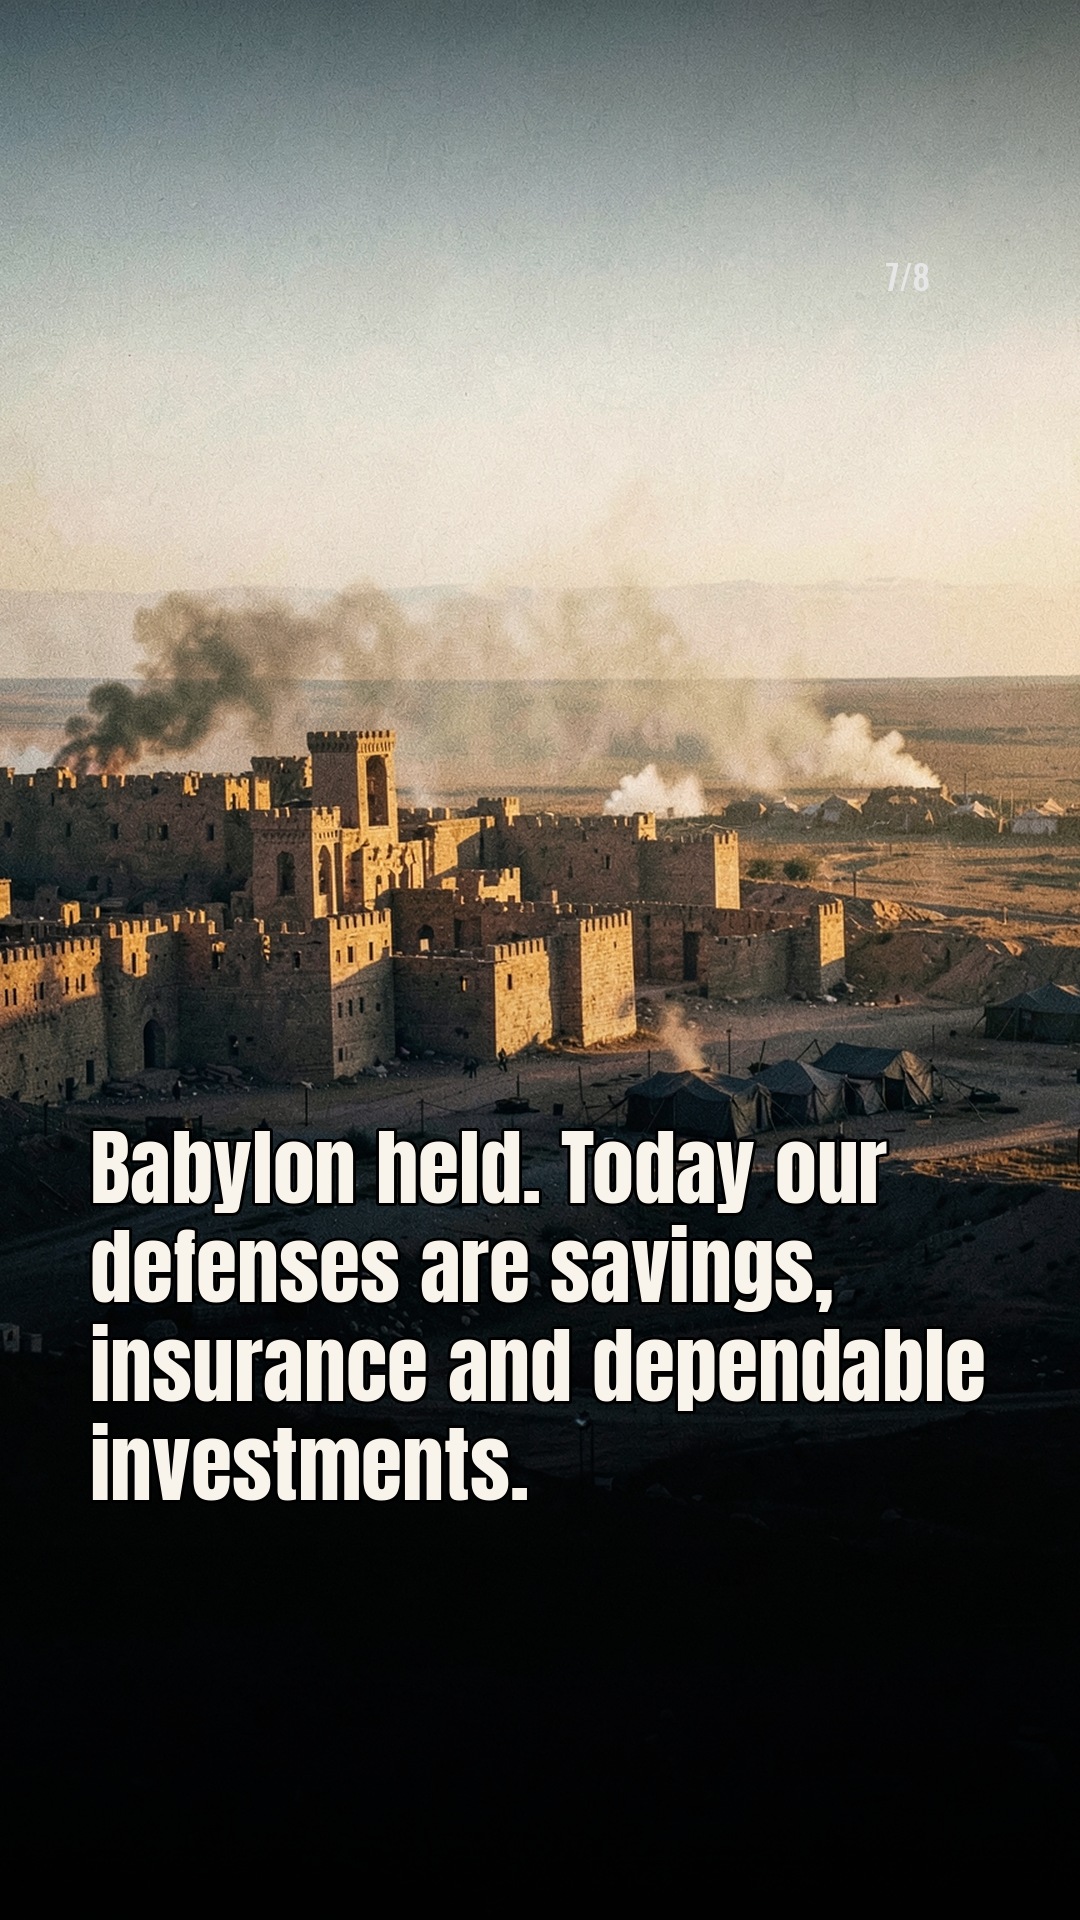 7/8
Babylon held. Today our
defenses are savings,
insurance and dependable
investments.